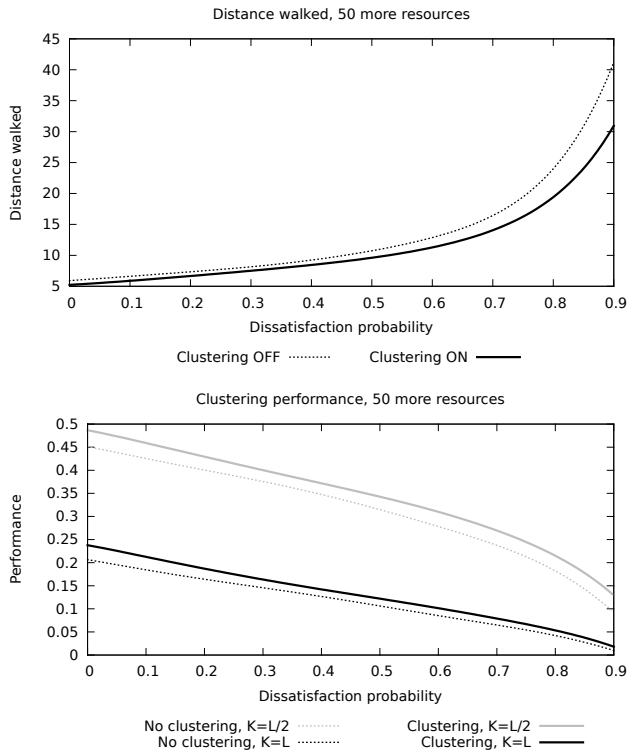 Distance walked, 50 more resources
45
40
35
30
25
20
15
10
5
Distance walked
0 0.1 0.2 0.3 0.4 0.5 0.6 0.7 0.8 0.9
Dissatisfaction probability
Clustering OFF Clustering ON
Clustering performance, 50 more resources
0.5
0.45
0.4
0.35
0.3
0.25
0.2
0.15
0.1
0.05
0
Performance
0 0.1 0.2 0.3 0.4 0.5 0.6 0.7 0.8 0.9
Dissatisfaction probability
No clustering, K=L/2 Clustering, K=L/2
No clustering, K=L Clustering, K=L